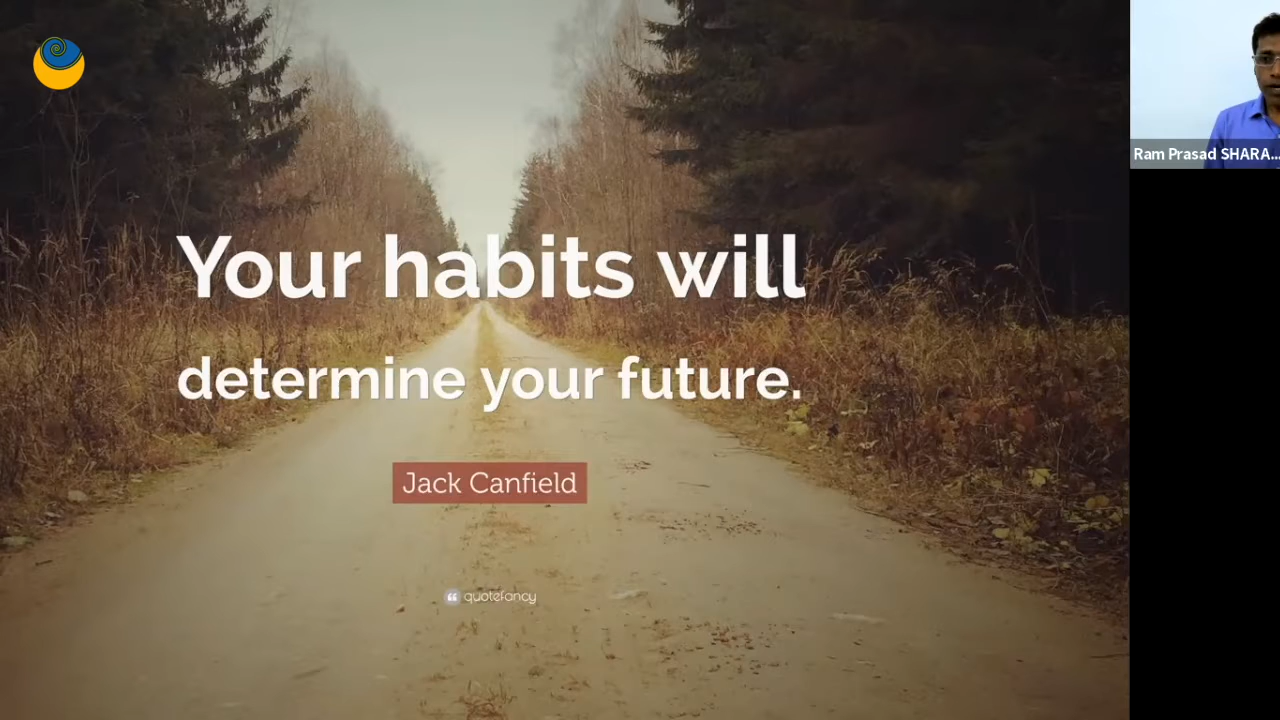 Your habits will
determine your future.
Jack Canfield
quotefancy
Ram Prasad SHARA...